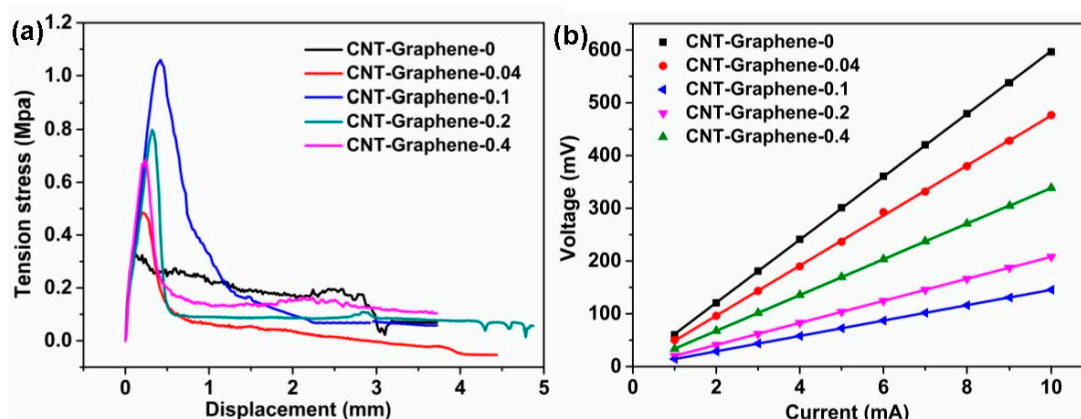 (a)
1.2
1.0
0.8
0.6
0.4
0.2
0.0
Tension stress (Mpa)
CNT-Graphene-0
CNT-Graphene-0.04
CNT-Graphene-0.1
CNT-Graphene-0.2
CNT-Graphene-0.4
0 1 2 3 4 5
Displacement (mm)
(b)
600
500
400
300
200
100
0
Voltage (mV)
CNT-Graphene-0
CNT-Graphene-0.04
CNT-Graphene-0.1
CNT-Graphene-0.2
CNT-Graphene-0.4
2 4 6 8 10
Current (mA)